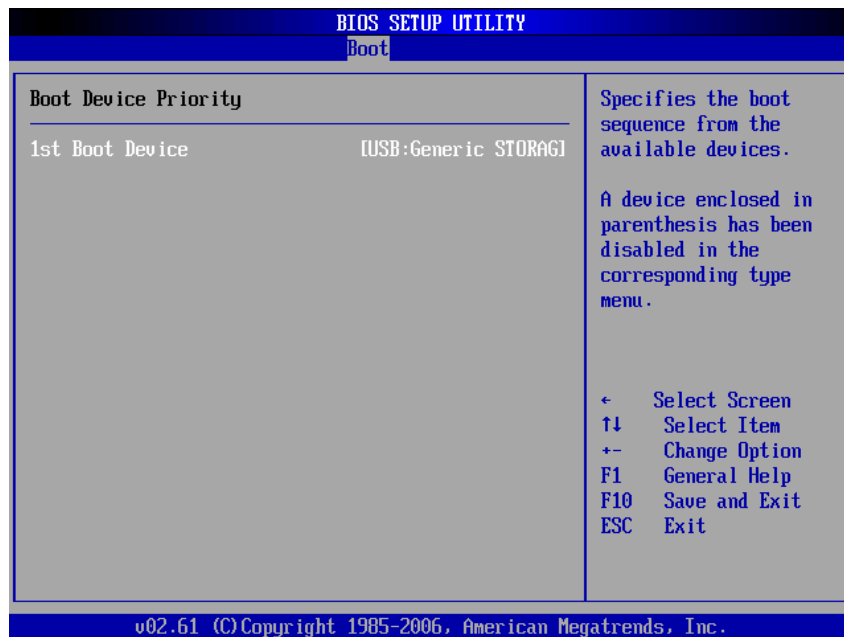 BIOS SETUP UTILITY
Boot
Boot Device Priority
1st Boot Device [USB:Generic STORAG]
Specifies the boot
sequence from the
available devices.
A device enclosed in
parenthesis has been
disabled in the
corresponding type
menu.
← Select Screen
↑↓ Select Item
+- Change Option
F1 General Help
F10 Save and Exit
ESC Exit
v02.61 (C)Copyright 1985-2006, American Megatrends, Inc.